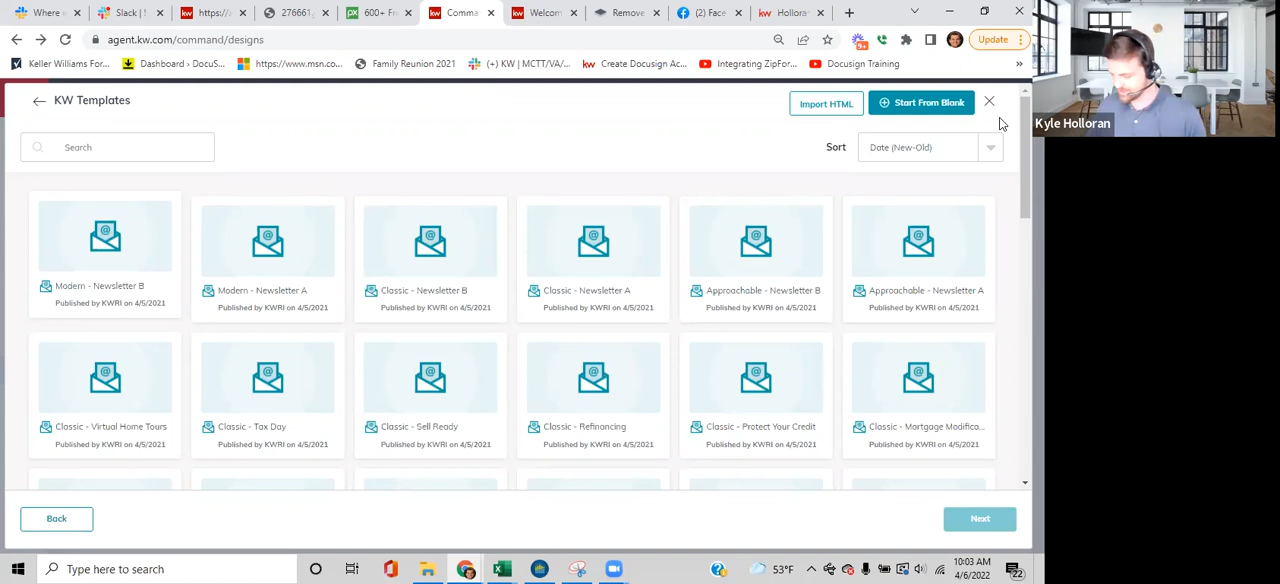 Where e
Slack | !
https://
276661
600+ Fr
Comma
Welcom
Remove
(2) Face
Hollora
agent.kw.com/command/designs
9+
Update
Keller Williams For...
Dashboard › DocuS...
https://www.msn.co...
Family Reunion 2021
(+) KW | MCTT/VA/...
Create Docusign Ac...
Integrating ZipFor...
Docusign Training
»
KW Templates
Import HTML
Start From Blank
Search
Sort
Date (New-Old)
Modern - Newsletter B
Published by KWRI on 4/5/2021
Modern - Newsletter A
Published by KWRI on 4/5/2021
Classic - Newsletter B
Published by KWRI on 4/5/2021
Classic - Newsletter A
Published by KWRI on 4/5/2021
Approachable - Newsletter B
Published by KWRI on 4/5/2021
Approachable - Newsletter A
Published by KWRI on 4/5/2021
Classic - Virtual Home Tours
Published by KWRI on 4/5/2021
Classic - Tax Day
Published by KWRI on 4/5/2021
Classic - Sell Ready
Published by KWRI on 4/5/2021
Classic - Refinancing
Published by KWRI on 4/5/2021
Classic - Protect Your Credit
Published by KWRI on 4/5/2021
Classic - Mortgage Modifica...
Published by KWRI on 4/5/2021
Back
Next
Kyle Holloran
Type here to search
53°F
10:03 AM
4/6/2022
22